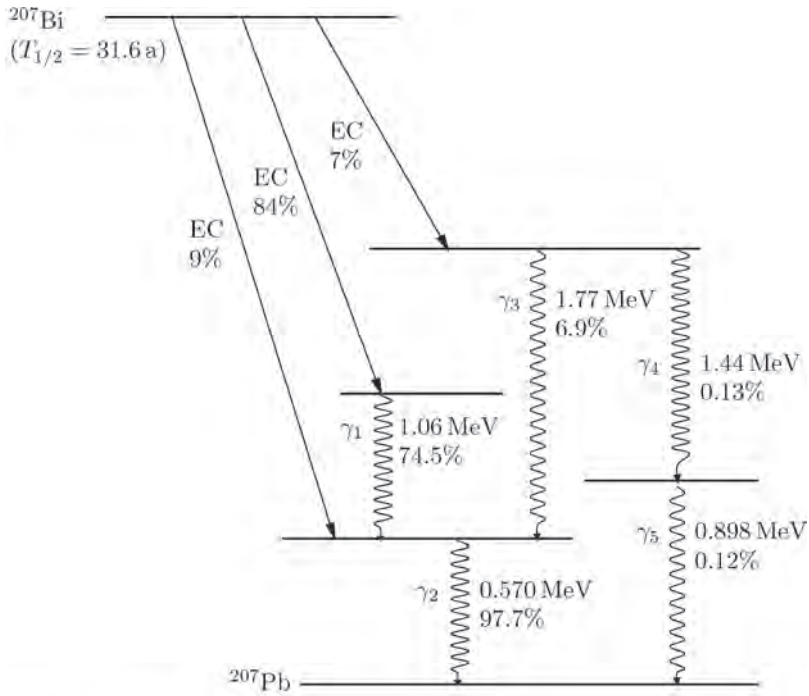 ²⁰⁷Bi
(T₁/₂ = 31.6 a)
EC
7%
EC
84%
EC
9%
γ₃
1.77 MeV
6.9%
γ₄
1.44 MeV
0.13%
γ₁
1.06 MeV
74.5%
γ₅
0.898 MeV
0.12%
γ₂
0.570 MeV
97.7%
²⁰⁷Pb